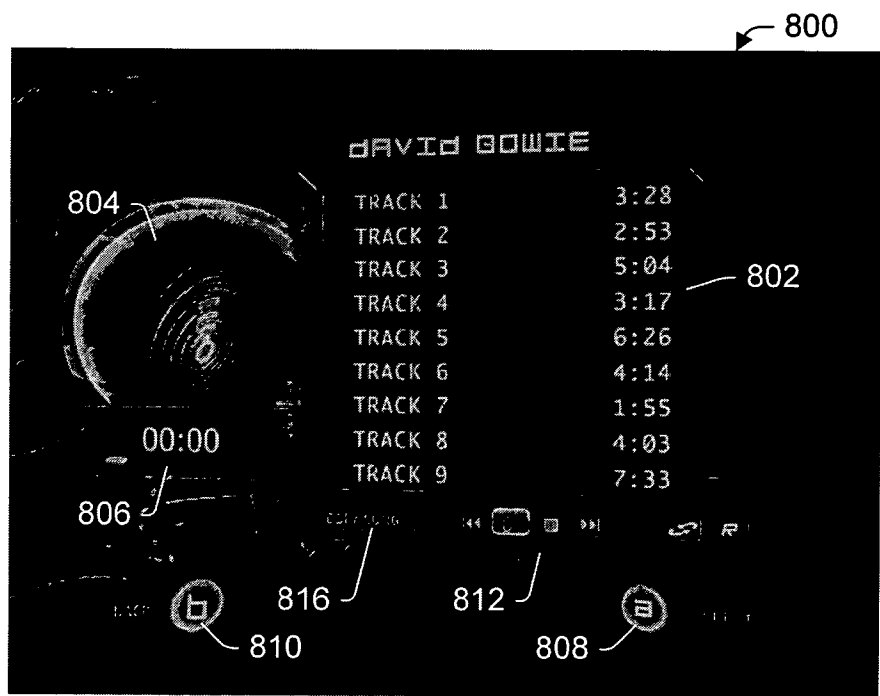 800
dAVId BOWIE
804
TRACK 1 3:28
TRACK 2 2:53
TRACK 3 5:04
802
TRACK 4 3:17
TRACK 5 6:26
TRACK 6 4:14
TRACK 7 1:55
00:00
TRACK 8 4:03
TRACK 9 7:33
806
R
816
812
BACK
b
a
810
808